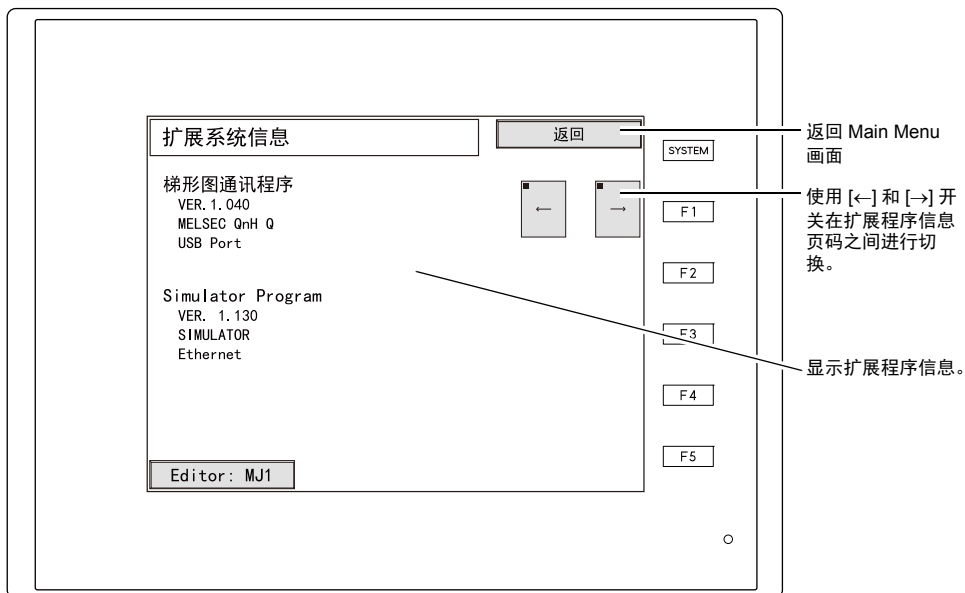 扩展系统信息
返回
SYSTEM
返回 Main Menu
画面
梯形图通讯程序
VER.1.040
MELSEC QnH Q
USB Port
←
→
F1
使用 [←] 和 [→] 开
关在扩展程序信息
页码之间进行切
换。
F2
Simulator Program
VER. 1.130
SIMULATOR
Ethernet
F3
显示扩展程序信息。
F4
F5
Editor: MJ1